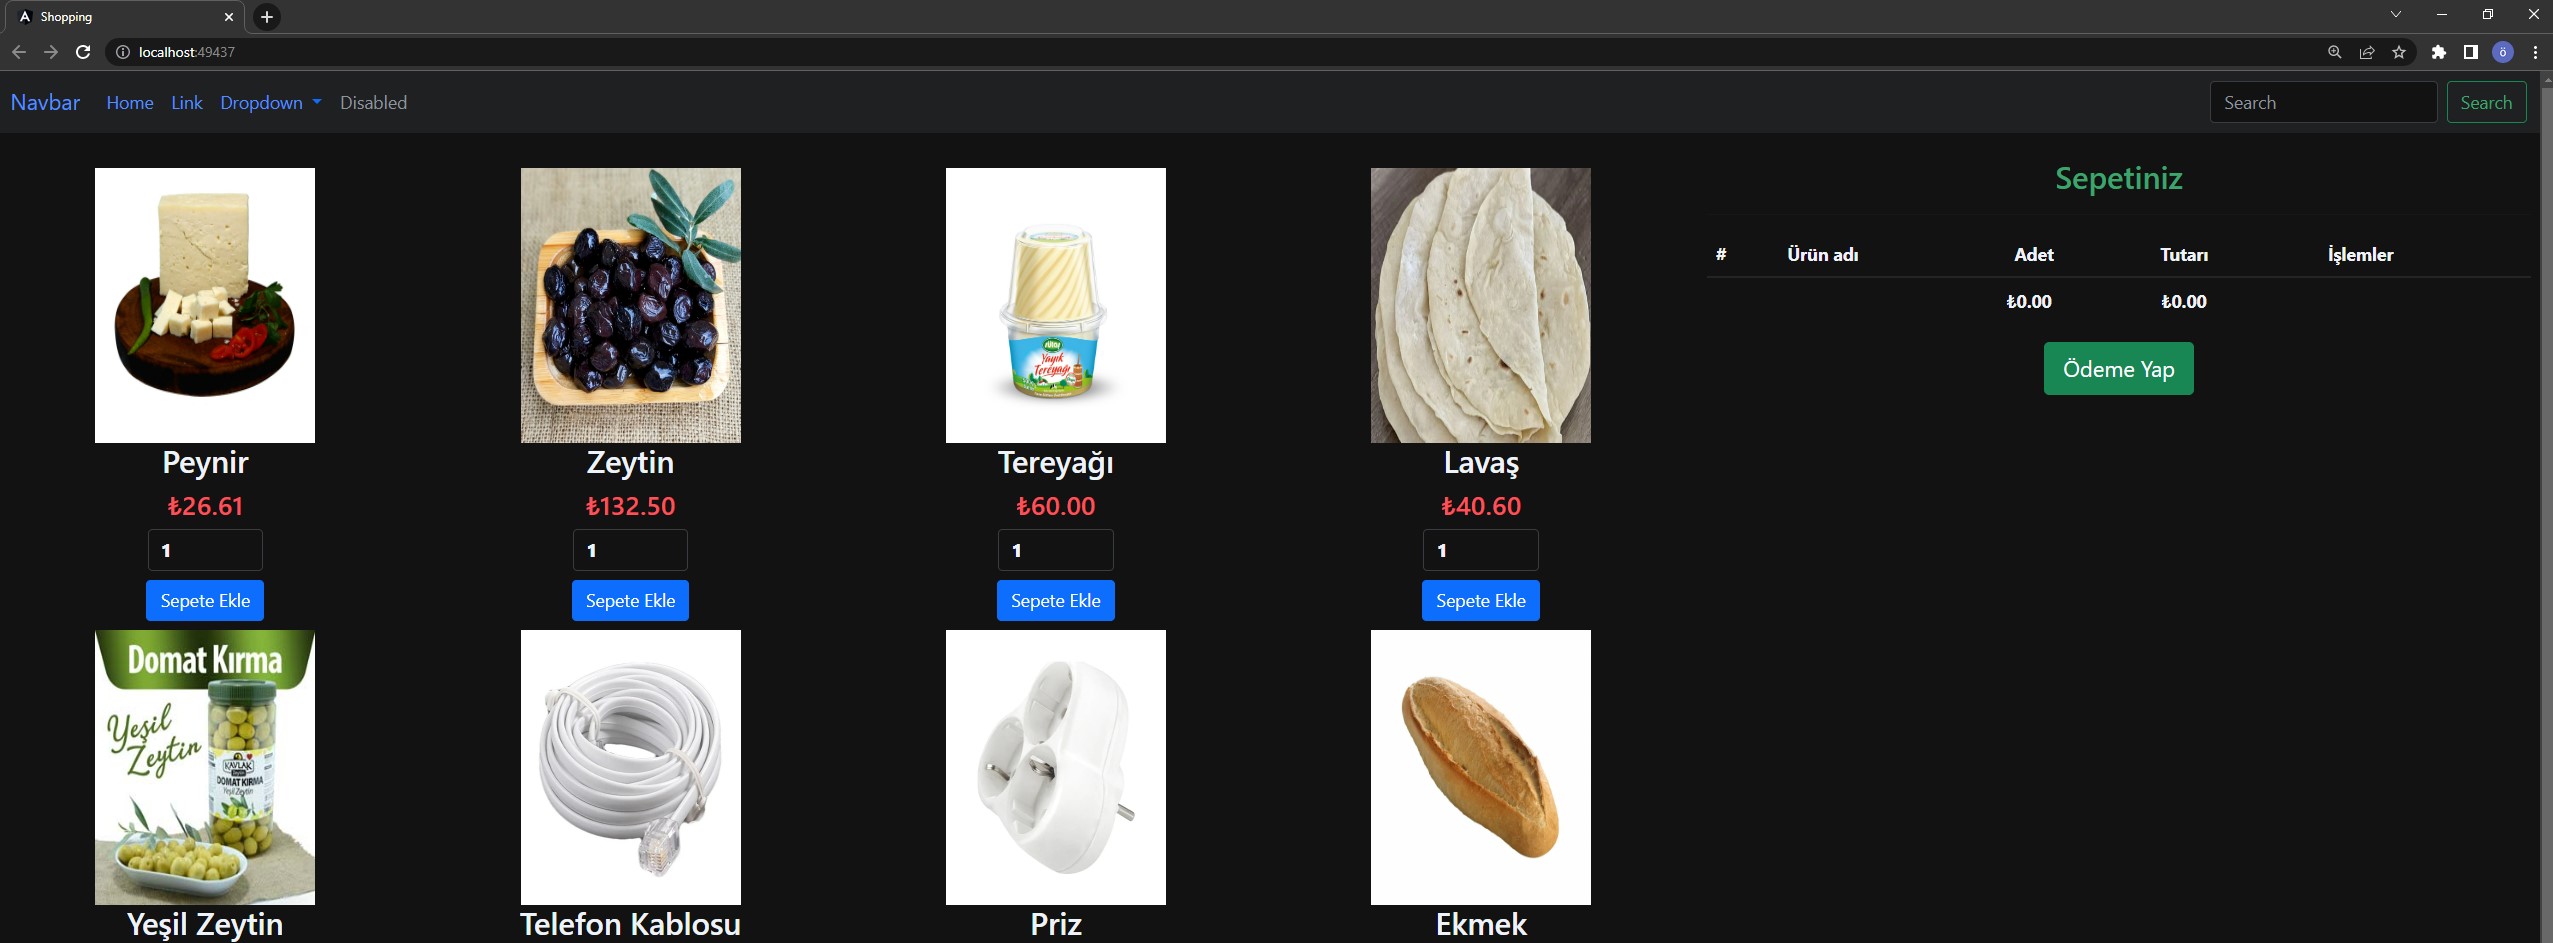 Shopping
localhost:49437
ö
Navbar Home Link Dropdown Disabled Search Search
Sepetiniz
# Ürün adı Adet Tutarı İşlemler
₺0.00 ₺0.00
Ödeme Yap
Yayık
Tereyağı
Peynir Zeytin Tereyağı Lavaş
₺26.61 ₺132.50 ₺60.00 ₺40.60
1 1 1 1
Sepete Ekle Sepete Ekle Sepete Ekle Sepete Ekle
Domat Kırma
Yeşil
Zeytin
KAVLAK
DOMAT KIRMA
Yeşil Zeytin
Yeşil Zeytin Telefon Kablosu Priz Ekmek